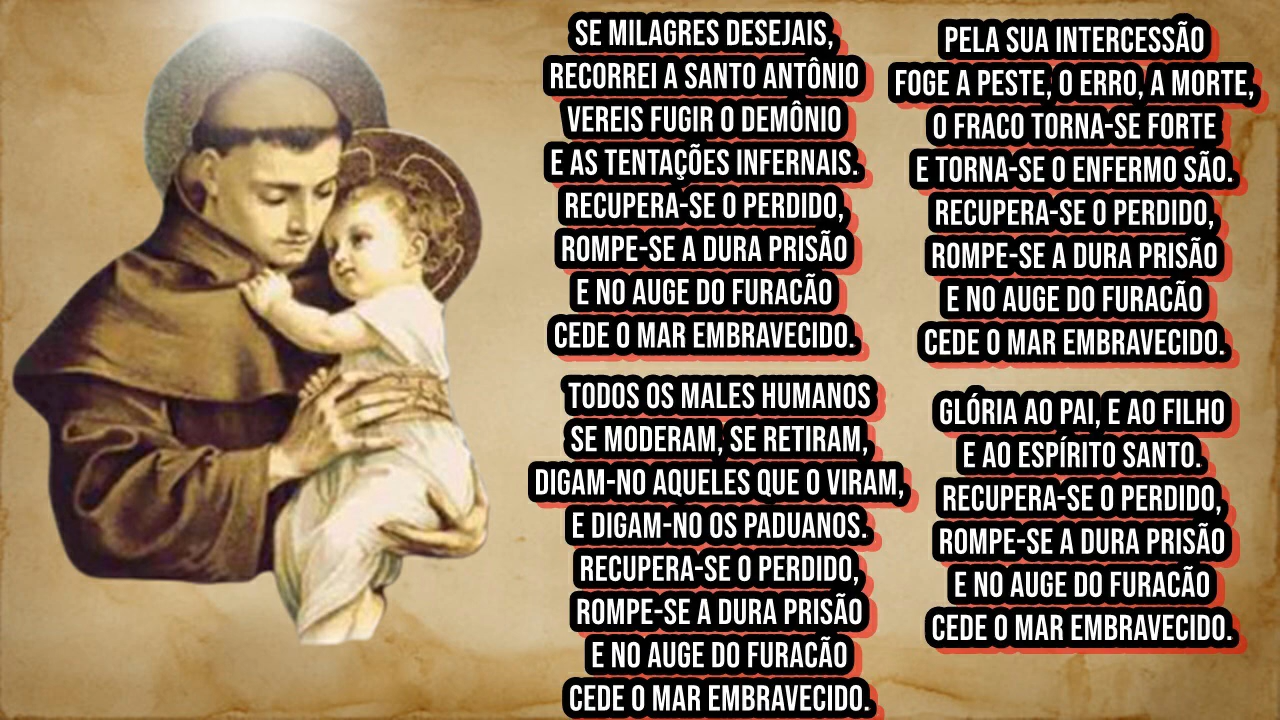 SE MILAGRES DESEJAIS,
RECORREI A SANTO ANTÔNIO
VEREIS FUGIR O DEMÔNIO
E AS TENTAÇÕES INFERNAIS.
RECUPERA-SE O PERDIDO,
ROMPE-SE A DURA PRISÃO
E NO AUGE DO FURACÃO
CEDE O MAR EMBRAVECIDO.
TODOS OS MALES HUMANOS
SE MODERAM, SE RETIRAM,
DIGAM-NO AQUELES QUE O VIRAM,
E DIGAM-NO OS PADUANOS.
RECUPERA-SE O PERDIDO,
ROMPE-SE A DURA PRISÃO
E NO AUGE DO FURACÃO
CEDE O MAR EMBRAVECIDO.
PELA SUA INTERCESSÃO
FOGE A PESTE, O ERRO, A MORTE,
O FRACO TORNA-SE FORTE
E TORNA-SE O ENFERMO SÃO.
RECUPERA-SE O PERDIDO,
ROMPE-SE A DURA PRISÃO
E NO AUGE DO FURACÃO
CEDE O MAR EMBRAVECIDO.
GLÓRIA AO PAI, E AO FILHO
E AO ESPÍRITO SANTO.
RECUPERA-SE O PERDIDO,
ROMPE-SE A DURA PRISÃO
E NO AUGE DO FURACÃO
CEDE O MAR EMBRAVECIDO.